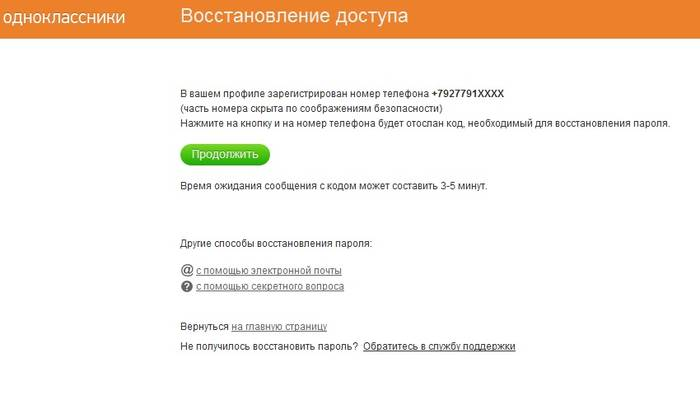 одноклассники
Восстановление доступа
В вашем профиле зарегистрирован номер телефона +7927791XXXX
(часть номера скрыта по соображениям безопасности)
Нажмите на кнопку и на номер телефона будет отослан код, необходимый для восстановления пароля.
Продолжить
Время ожидания сообщения с кодом может составить 3-5 минут.
Другие способы восстановления пароля:
@ с помощью электронной почты
? с помощью секретного вопроса
Вернуться на главную страницу
Не получилось восстановить пароль? Обратитесь в службу поддержки